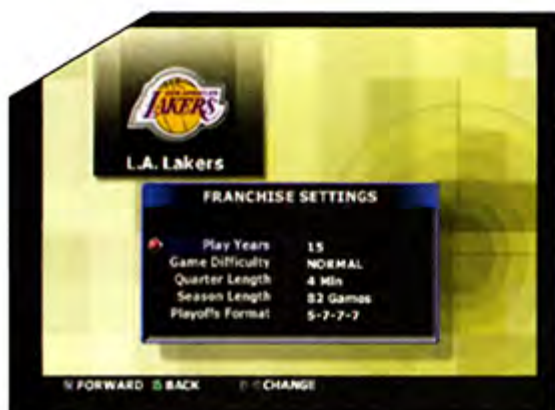 LAKERS
L.A. Lakers
FRANCHISE SETTINGS
Play Years 15
Game Difficulty NORMAL
Quarter Length 4 Min
Season Length 82 Games
Playoffs Format 5-7-7-7
FORWARD BACK CHANGE